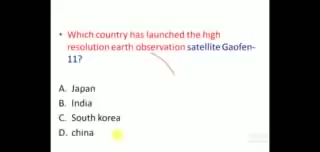 • Which country has launched the high
resolution earth observation satellite Gaofen-
11?
A. Japan
B. India
C. South korea
D. china